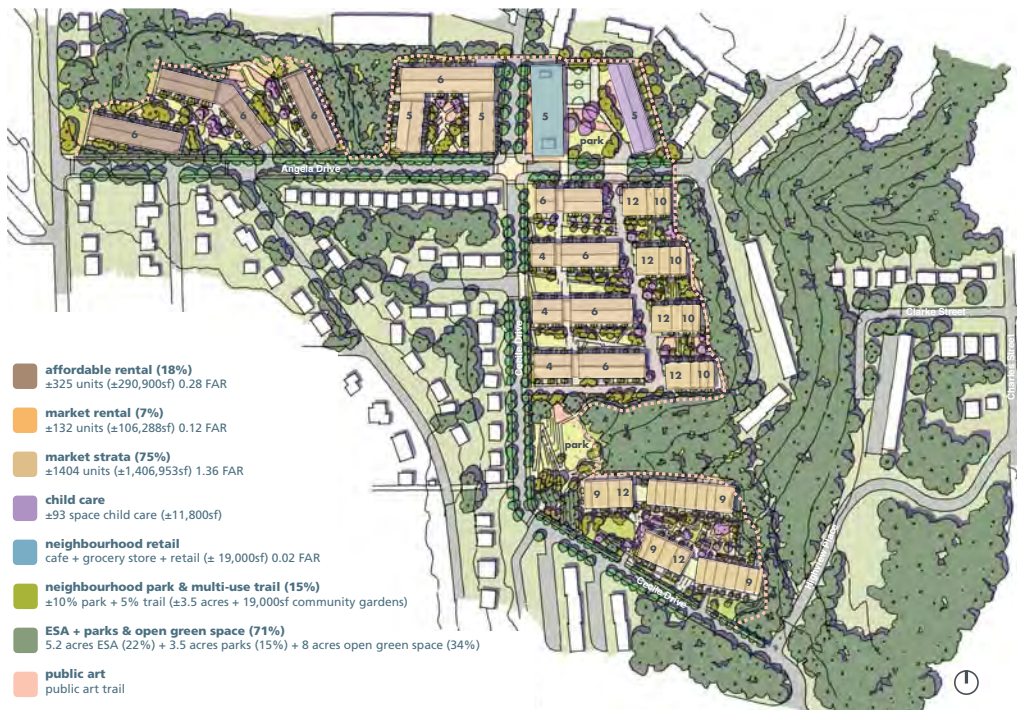 6
5
5
6
6
6
5
5
park
Angela Drive
6
12
10
4
6
12
10
4
6
12
10
4
6
12
10
Cecile Drive
park
9
12
9
9
12
9
Cecile Drive
Clarke Street
Charles Street
affordable rental (18%)
±325 units (±290,900sf) 0.28 FAR
market rental (7%)
±132 units (±106,288sf) 0.12 FAR
market strata (75%)
±1404 units (±1,406,953sf) 1.36 FAR
child care
±93 space child care (±11,800sf)
neighbourhood retail
cafe + grocery store + retail (± 19,000sf) 0.02 FAR
neighbourhood park & multi-use trail (15%)
±10% park + 5% trail (±3.5 acres + 19,000sf community gardens)
ESA + parks & open green space (71%)
5.2 acres ESA (22%) + 3.5 acres parks (15%) + 8 acres open green space (34%)
public art
public art trail